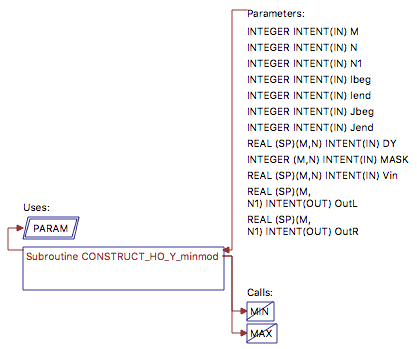 Parameters:
INTEGER INTENT(IN) M
INTEGER INTENT(IN) N
INTEGER INTENT(IN) N1
INTEGER INTENT(IN) Ibeg
INTEGER INTENT(IN) Iend
INTEGER INTENT(IN) Jbeg
INTEGER INTENT(IN) Jend
REAL (SP)(M,N) INTENT(IN) DY
INTEGER (M,N) INTENT(IN) MASK
REAL (SP)(M,N) INTENT(IN) Vin
REAL (SP)(M,
N1) INTENT(OUT) OutL
REAL (SP)(M,
N1) INTENT(OUT) OutR
Uses:
PARAM
Subroutine CONSTRUCT_HO_Y_minmod
Calls:
MIN
MAX